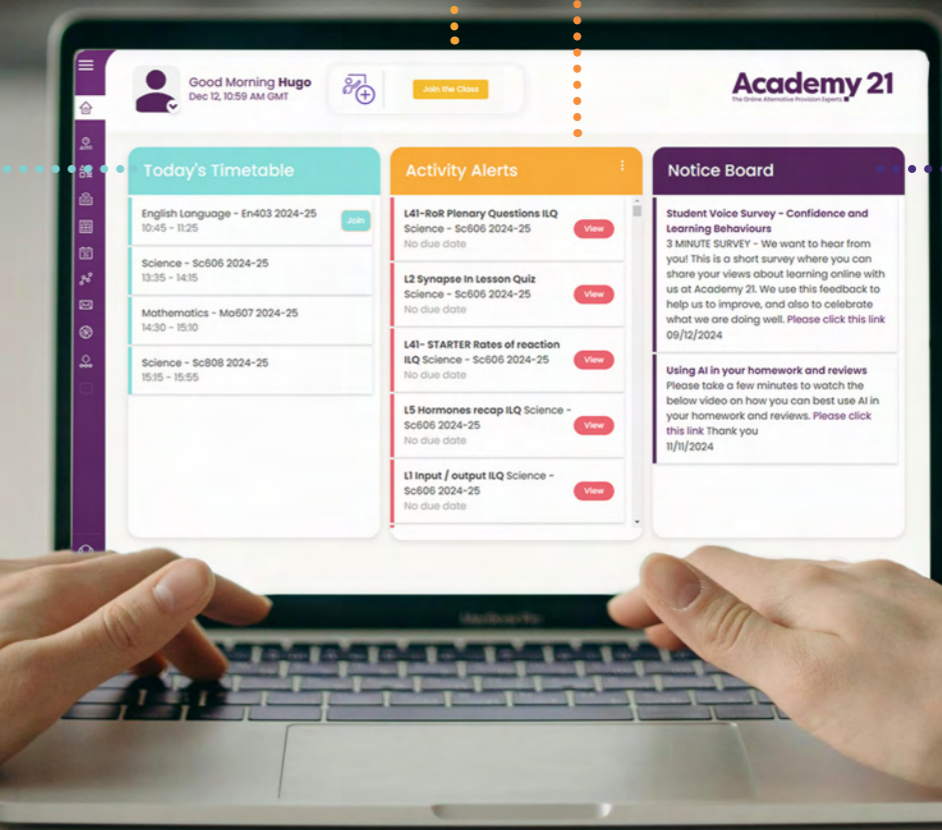 Good Morning Hugo
Dec 12, 10:59 AM GMT
Join the Class
Academy 21
The Online Alternative Provision Experts
Today's Timetable
English Language - En403 2024-25
10:45 - 11:25
Join
Science - Sc606 2024-25
13:35 - 14:15
Mathematics - Ma607 2024-25
14:30 - 15:10
Science - Sc808 2024-25
15:15 - 15:55
Activity Alerts
L41-RoR Plenary Questions ILQ
Science - Sc606 2024-25
No due date
View
L2 Synapse In Lesson Quiz
Science - Sc606 2024-25
No due date
View
L41- STARTER Rates of reaction
ILQ Science - Sc606 2024-25
No due date
View
L5 Hormones recap ILQ Science -
Sc606 2024-25
No due date
View
L1 Input / output ILQ Science -
Sc606 2024-25
No due date
View
Notice Board
Student Voice Survey - Confidence and
Learning Behaviours
3 MINUTE SURVEY - We want to hear from
you! This is a short survey where you can
share your views about learning online with
us at Academy 21. We use this feedback to
help us to improve, and also to celebrate
what we are doing well. Please click this link
09/12/2024
Using AI in your homework and reviews
Please take a few minutes to watch the
below video on how you can best use AI in
your homework and reviews. Please click
this link Thank you
11/11/2024
MacBook Pro